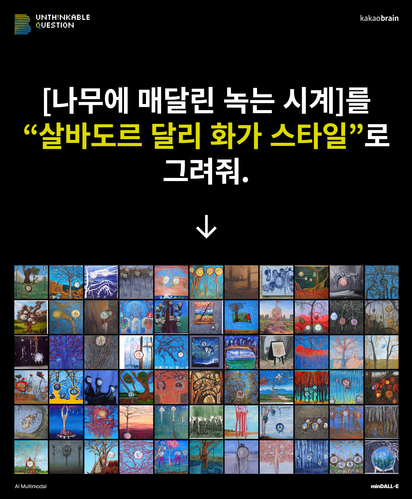 UNTHINKABLE
QUESTION
kakaobrain
[나무에 매달린 녹는 시계]를
“살바도르 달리 화가 스타일”로
그려줘.
AI Multimodal
minDALL-E